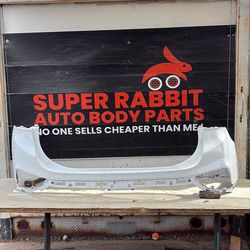 SUPER RABBIT
AUTO BODY PARTS
NO ONE SELLS CHEAPER THAN ME!